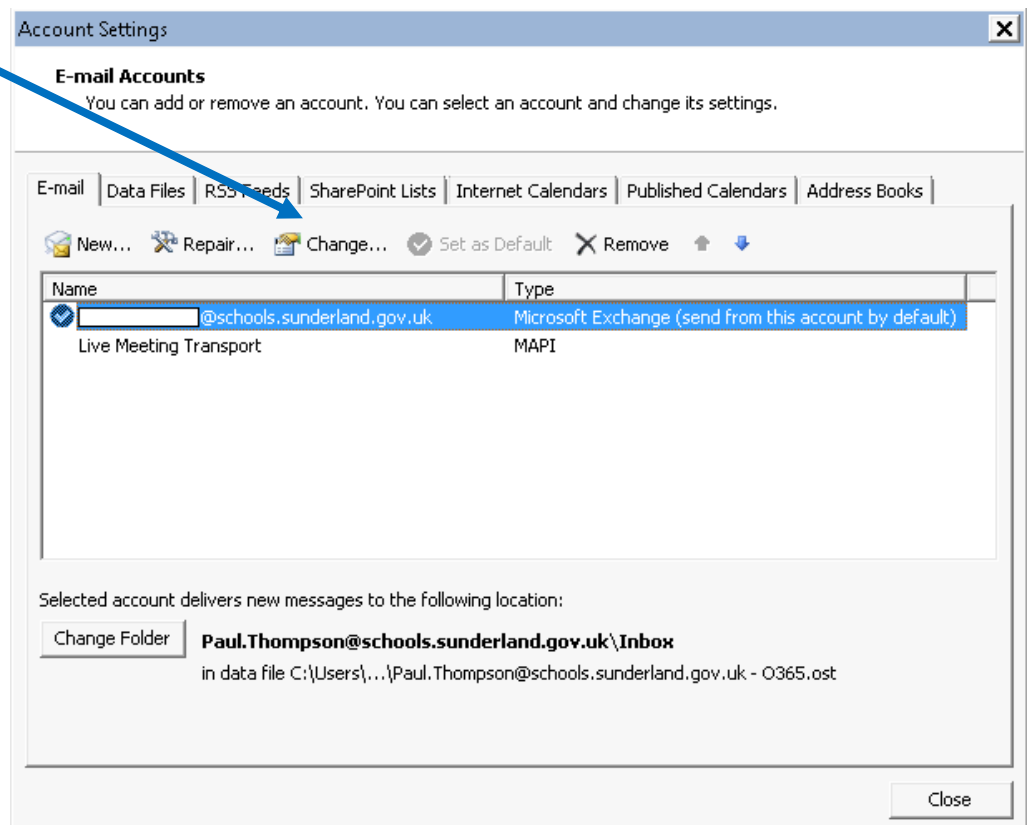 Account Settings
E-mail Accounts
You can add or remove an account. You can select an account and change its settings.
E-mail Data Files RSS Feeds SharePoint Lists Internet Calendars Published Calendars Address Books
New... Repair... Change... Set as Default Remove
Name Type
@schools.sunderland.gov.uk Microsoft Exchange (send from this account by default)
Live Meeting Transport MAPI
Selected account delivers new messages to the following location:
Change Folder Paul.Thompson@schools.sunderland.gov.uk\Inbox
in data file C:\Users\...\Paul.Thompson@schools.sunderland.gov.uk - O365.ost
Close